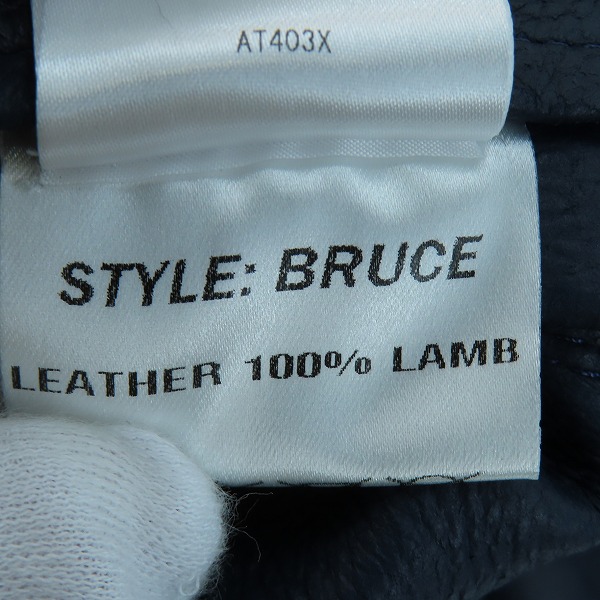 AT403X
STYLE: BRUCE
LEATHER 100% LAMB